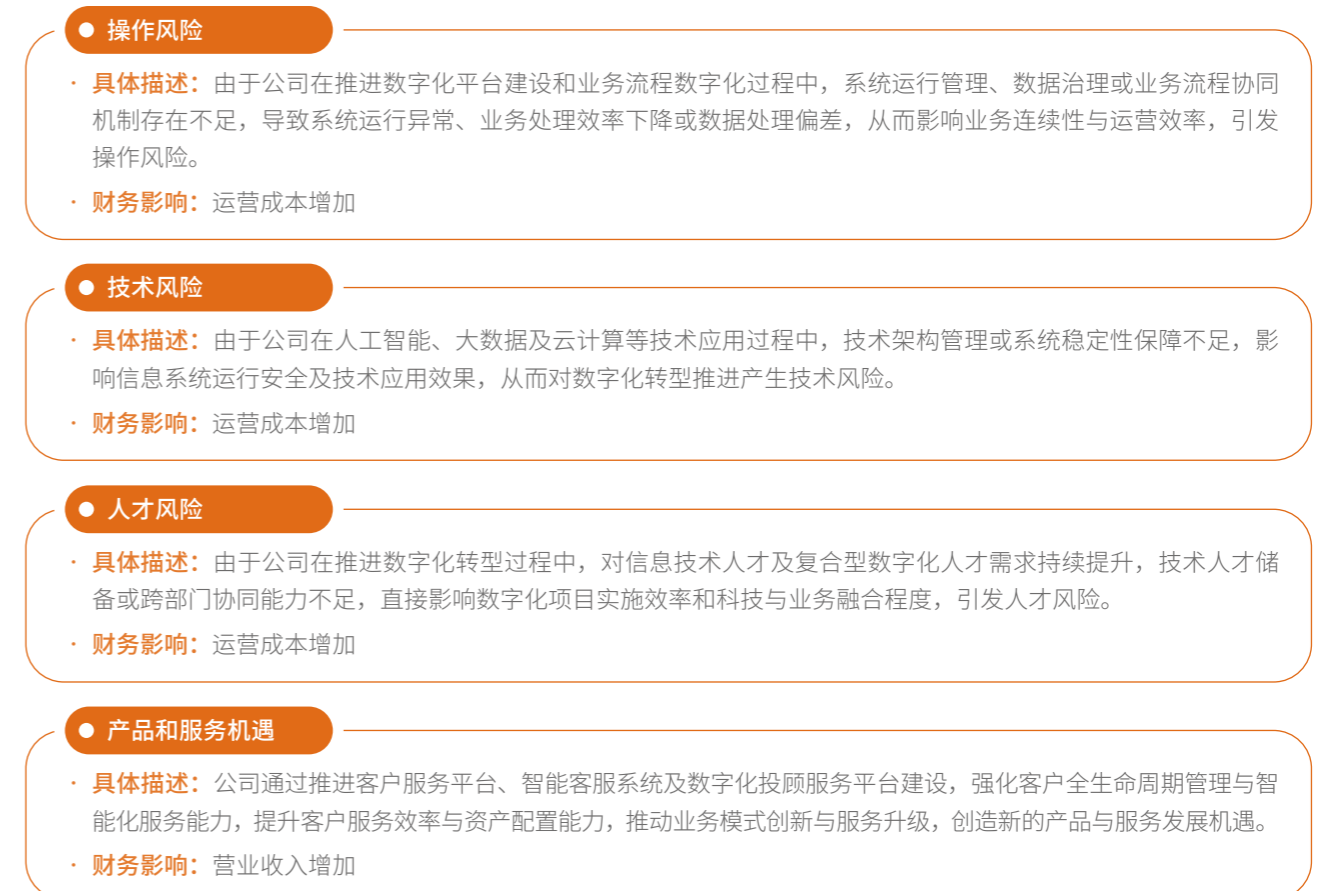 操作风险
· 具体描述：由于公司在推进数字化平台建设和业务流程数字化过程中，系统运行管理、数据治理或业务流程协同
机制存在不足，导致系统运行异常、业务处理效率下降或数据处理偏差，从而影响业务连续性与运营效率，引发
操作风险。
· 财务影响：运营成本增加
技术风险
· 具体描述：由于公司在人工智能、大数据及云计算等技术应用过程中，技术架构管理或系统稳定性保障不足，影
响信息系统运行安全及技术应用效果，从而对数字化转型推进产生技术风险。
· 财务影响：运营成本增加
人才风险
· 具体描述：由于公司在推进数字化转型过程中，对信息技术人才及复合型数字化人才需求持续提升，技术人才储
备或跨部门协同能力不足，直接影响数字化项目实施效率和科技与业务融合程度，引发人才风险。
· 财务影响：运营成本增加
产品和服务机遇
· 具体描述：公司通过推进客户服务平台、智能客服系统及数字化投顾服务平台建设，强化客户全生命周期管理与智
能化服务能力，提升客户服务效率与资产配置能力，推动业务模式创新与服务升级，创造新的产品与服务发展机遇。
· 财务影响：营业收入增加